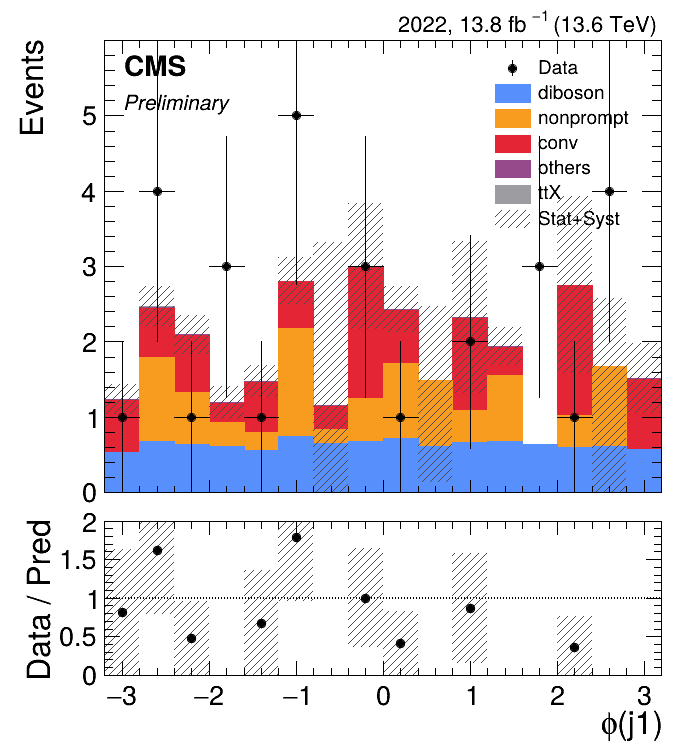 2022, 13.8 fb⁻¹ (13.6 TeV)
CMS
Preliminary
Events
Data
diboson
nonprompt
conv
others
ttX
Stat+Syst
5
4
3
2
1
0
Data / Pred
2
1.5
1
0.5
0
−3 −2 −1 0 1 2 3
ϕ(j1)